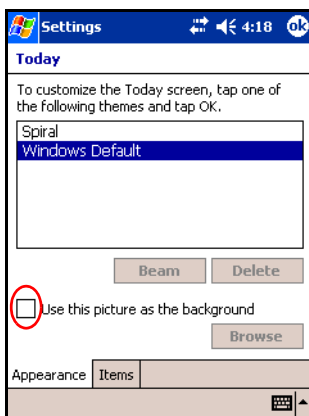 Settings 4:18 ok
Today
To customize the Today screen, tap one of
the following themes and tap OK.
Spiral
Windows Default
Beam Delete
Use this picture as the background
Browse
Appearance Items